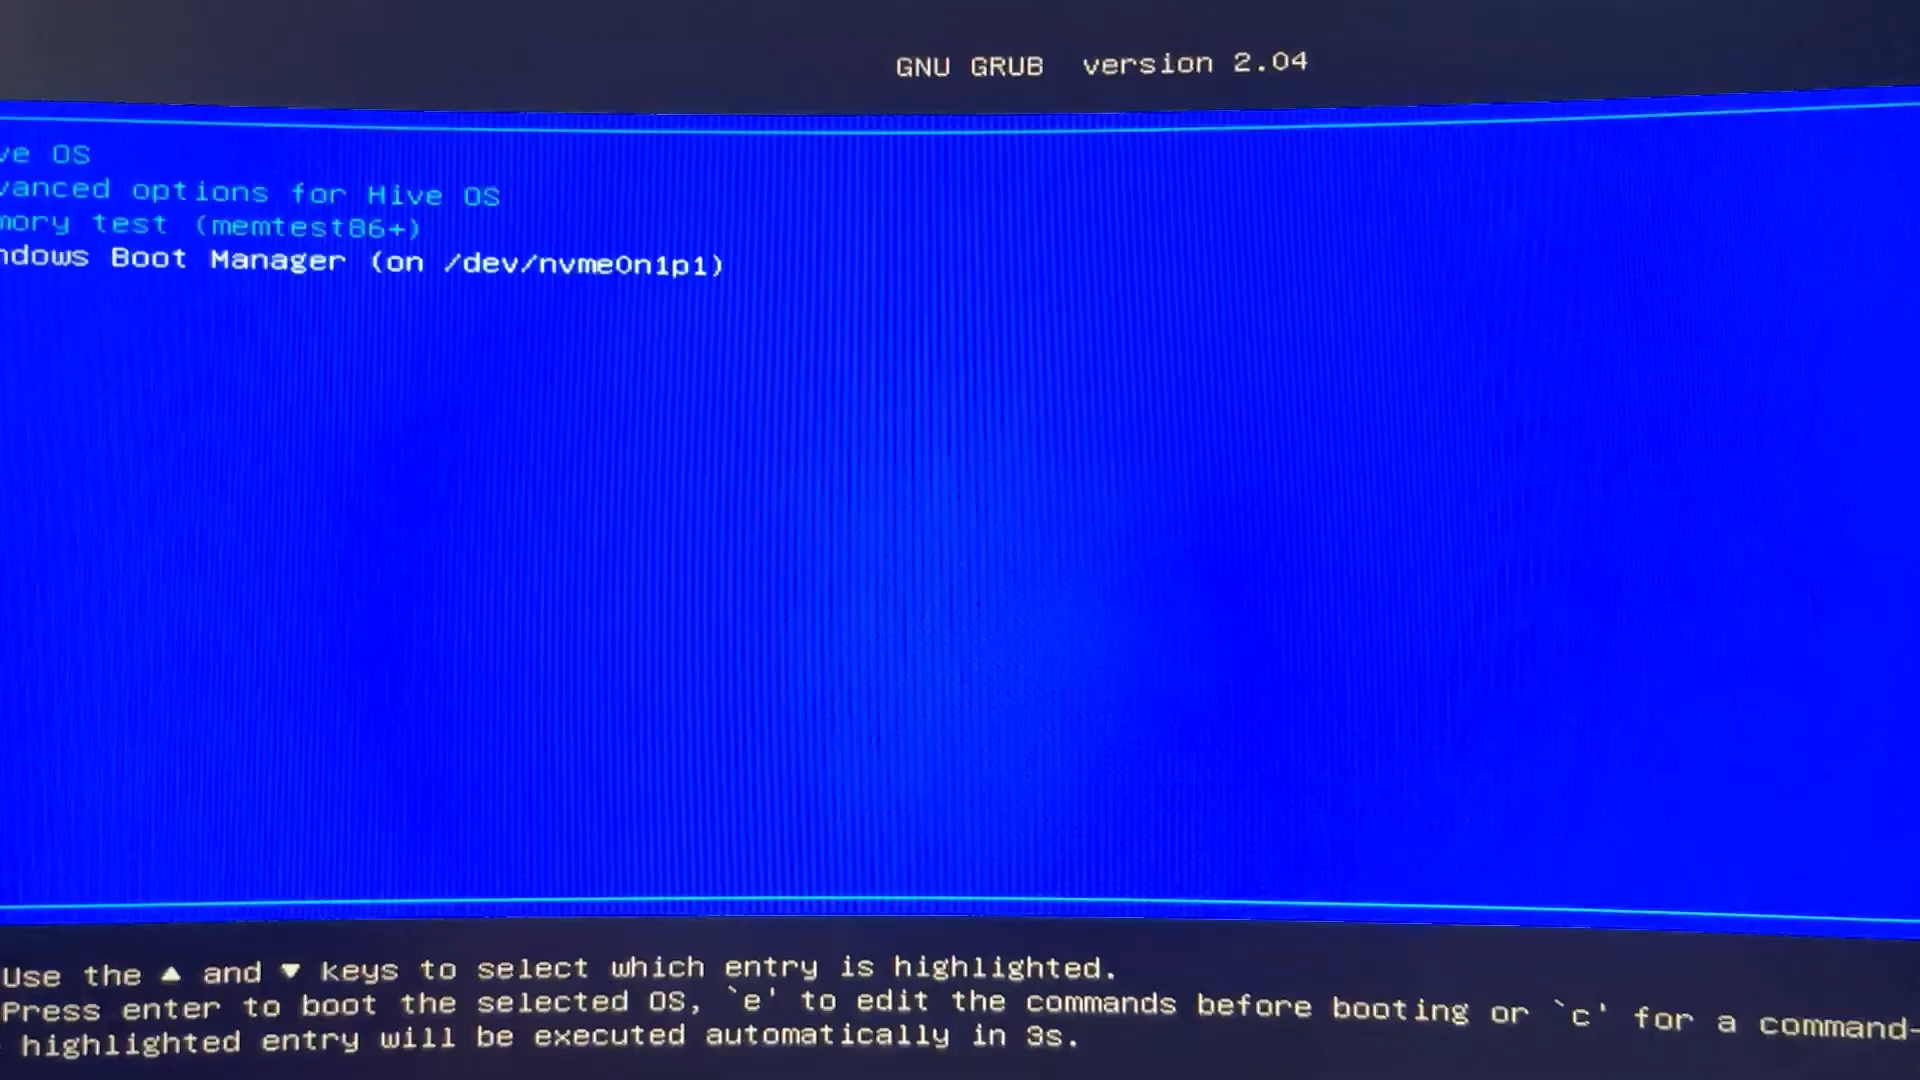 GNU GRUB version 2.04
ve OS
vanced options for Hive OS
mory test (memtest86+)
ndows Boot Manager (on /dev/nvme0n1p1)
Use the ▲ and ▼ keys to select which entry is highlighted.
Press enter to boot the selected OS, `e' to edit the commands before booting or `c' for a command-
highlighted entry will be executed automatically in 3s.